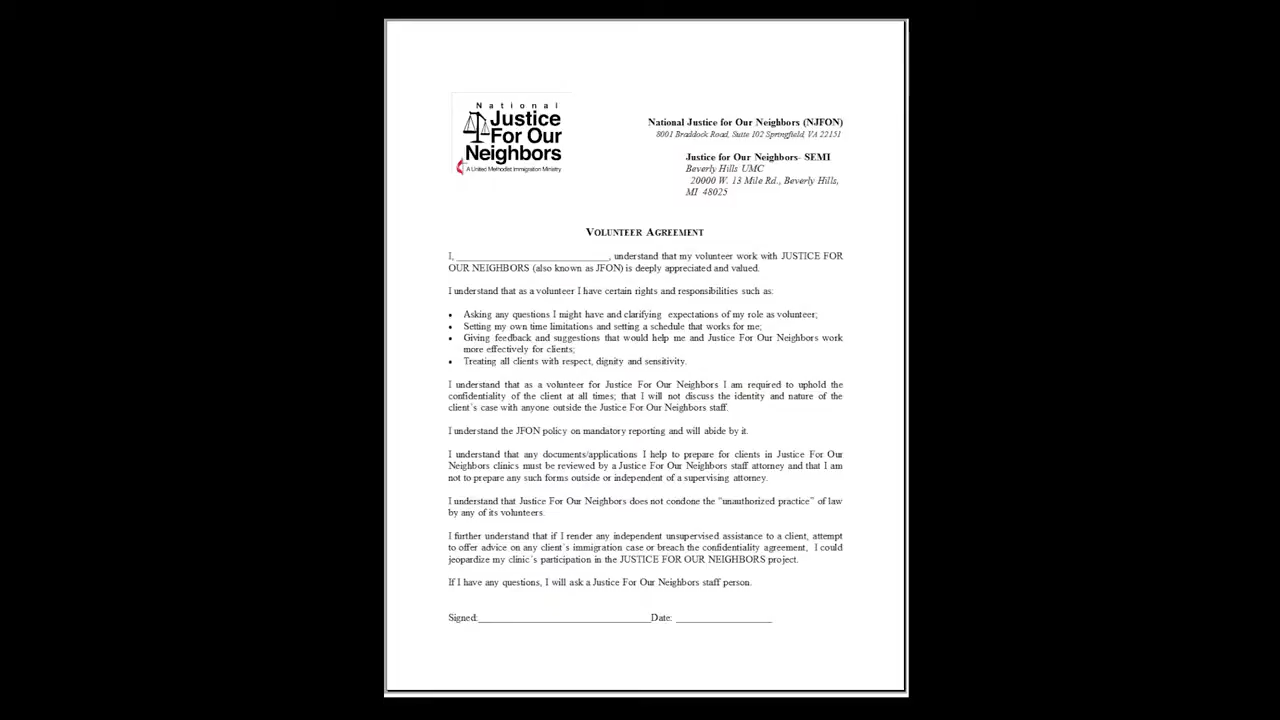 National
Justice
For Our
Neighbors
A United Methodist Immigration Ministry
National Justice for Our Neighbors (NJFON)
8001 Braddock Road, Suite 102 Springfield, VA 22151
Justice for Our Neighbors- SEMI
Beverly Hills UMC
20000 W. 13 Mile Rd., Beverly Hills,
MI 48025
VOLUNTEER AGREEMENT
I, ______________________________, understand that my volunteer work with JUSTICE FOR
OUR NEIGHBORS (also known as JFON) is deeply appreciated and valued.
I understand that as a volunteer I have certain rights and responsibilities such as:
• Asking any questions I might have and clarifying expectations of my role as volunteer;
• Setting my own time limitations and setting a schedule that works for me;
• Giving feedback and suggestions that would help me and Justice For Our Neighbors work
more effectively for clients;
• Treating all clients with respect, dignity and sensitivity.
I understand that as a volunteer for Justice For Our Neighbors I am required to uphold the
confidentiality of the client at all times; that I will not discuss the identity and nature of the
client's case with anyone outside the Justice For Our Neighbors staff.
I understand the JFON policy on mandatory reporting and will abide by it.
I understand that any documents/applications I help to prepare for clients in Justice For Our
Neighbors clinics must be reviewed by a Justice For Our Neighbors staff attorney and that I am
not to prepare any such forms outside or independent of a supervising attorney.
I understand that Justice For Our Neighbors does not condone the "unauthorized practice" of law
by any of its volunteers.
I further understand that if I render any independent unsupervised assistance to a client, attempt
to offer advice on any client's immigration case or breach the confidentiality agreement, I could
jeopardize my clinic's participation in the JUSTICE FOR OUR NEIGHBORS project.
If I have any questions, I will ask a Justice For Our Neighbors staff person.
Signed:__________________________________Date: ___________________